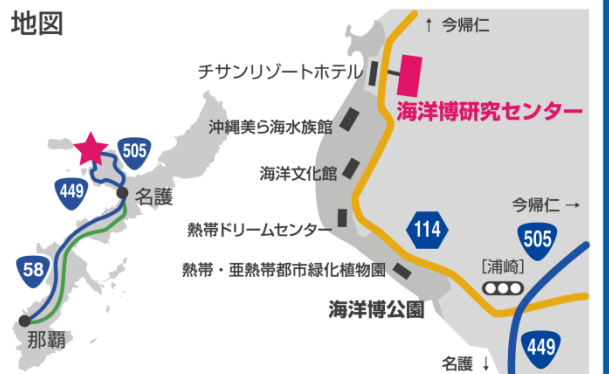 地図
↑ 今帰仁
チサンリゾートホテル
海洋博研究センター
沖縄美ら海水族館
海洋文化館
熱帯ドリームセンター
熱帯・亜熱帯都市緑化植物園
海洋博公園
114
今帰仁 →
505
[浦崎]
449
名護 ↓
505
449
名護
58
那覇